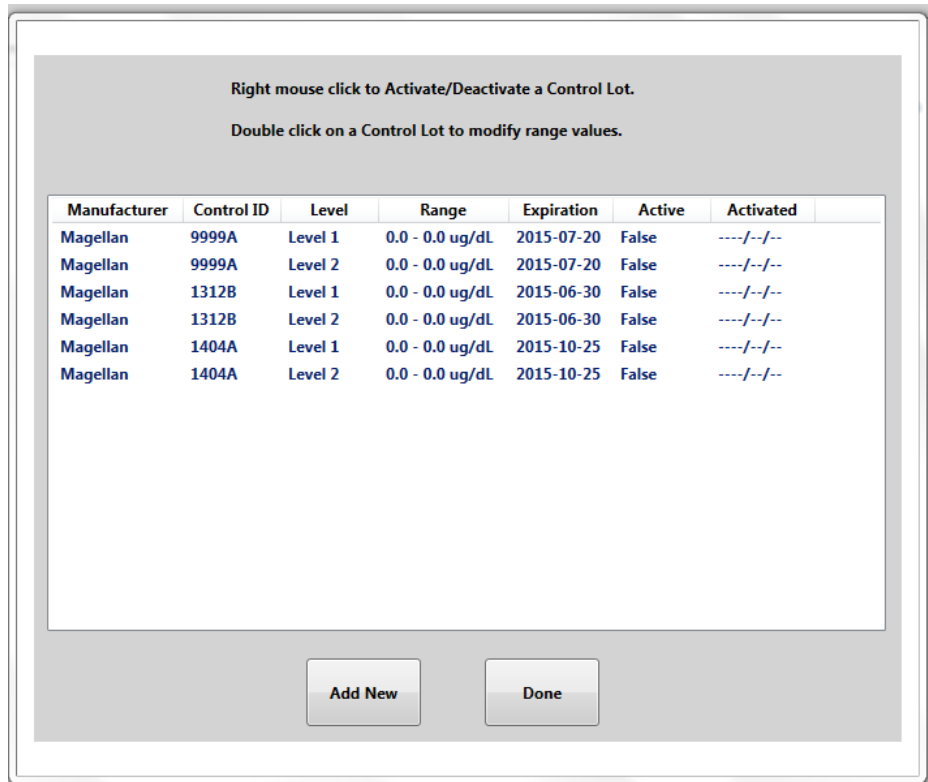 Right mouse click to Activate/Deactivate a Control Lot.
Double click on a Control Lot to modify range values.
Manufacturer Control ID Level Range Expiration Active Activated
Magellan 9999A Level 1 0.0 - 0.0 ug/dL 2015-07-20 False ----/--/--
Magellan 9999A Level 2 0.0 - 0.0 ug/dL 2015-07-20 False ----/--/--
Magellan 1312B Level 1 0.0 - 0.0 ug/dL 2015-06-30 False ----/--/--
Magellan 1312B Level 2 0.0 - 0.0 ug/dL 2015-06-30 False ----/--/--
Magellan 1404A Level 1 0.0 - 0.0 ug/dL 2015-10-25 False ----/--/--
Magellan 1404A Level 2 0.0 - 0.0 ug/dL 2015-10-25 False ----/--/--
Add New Done